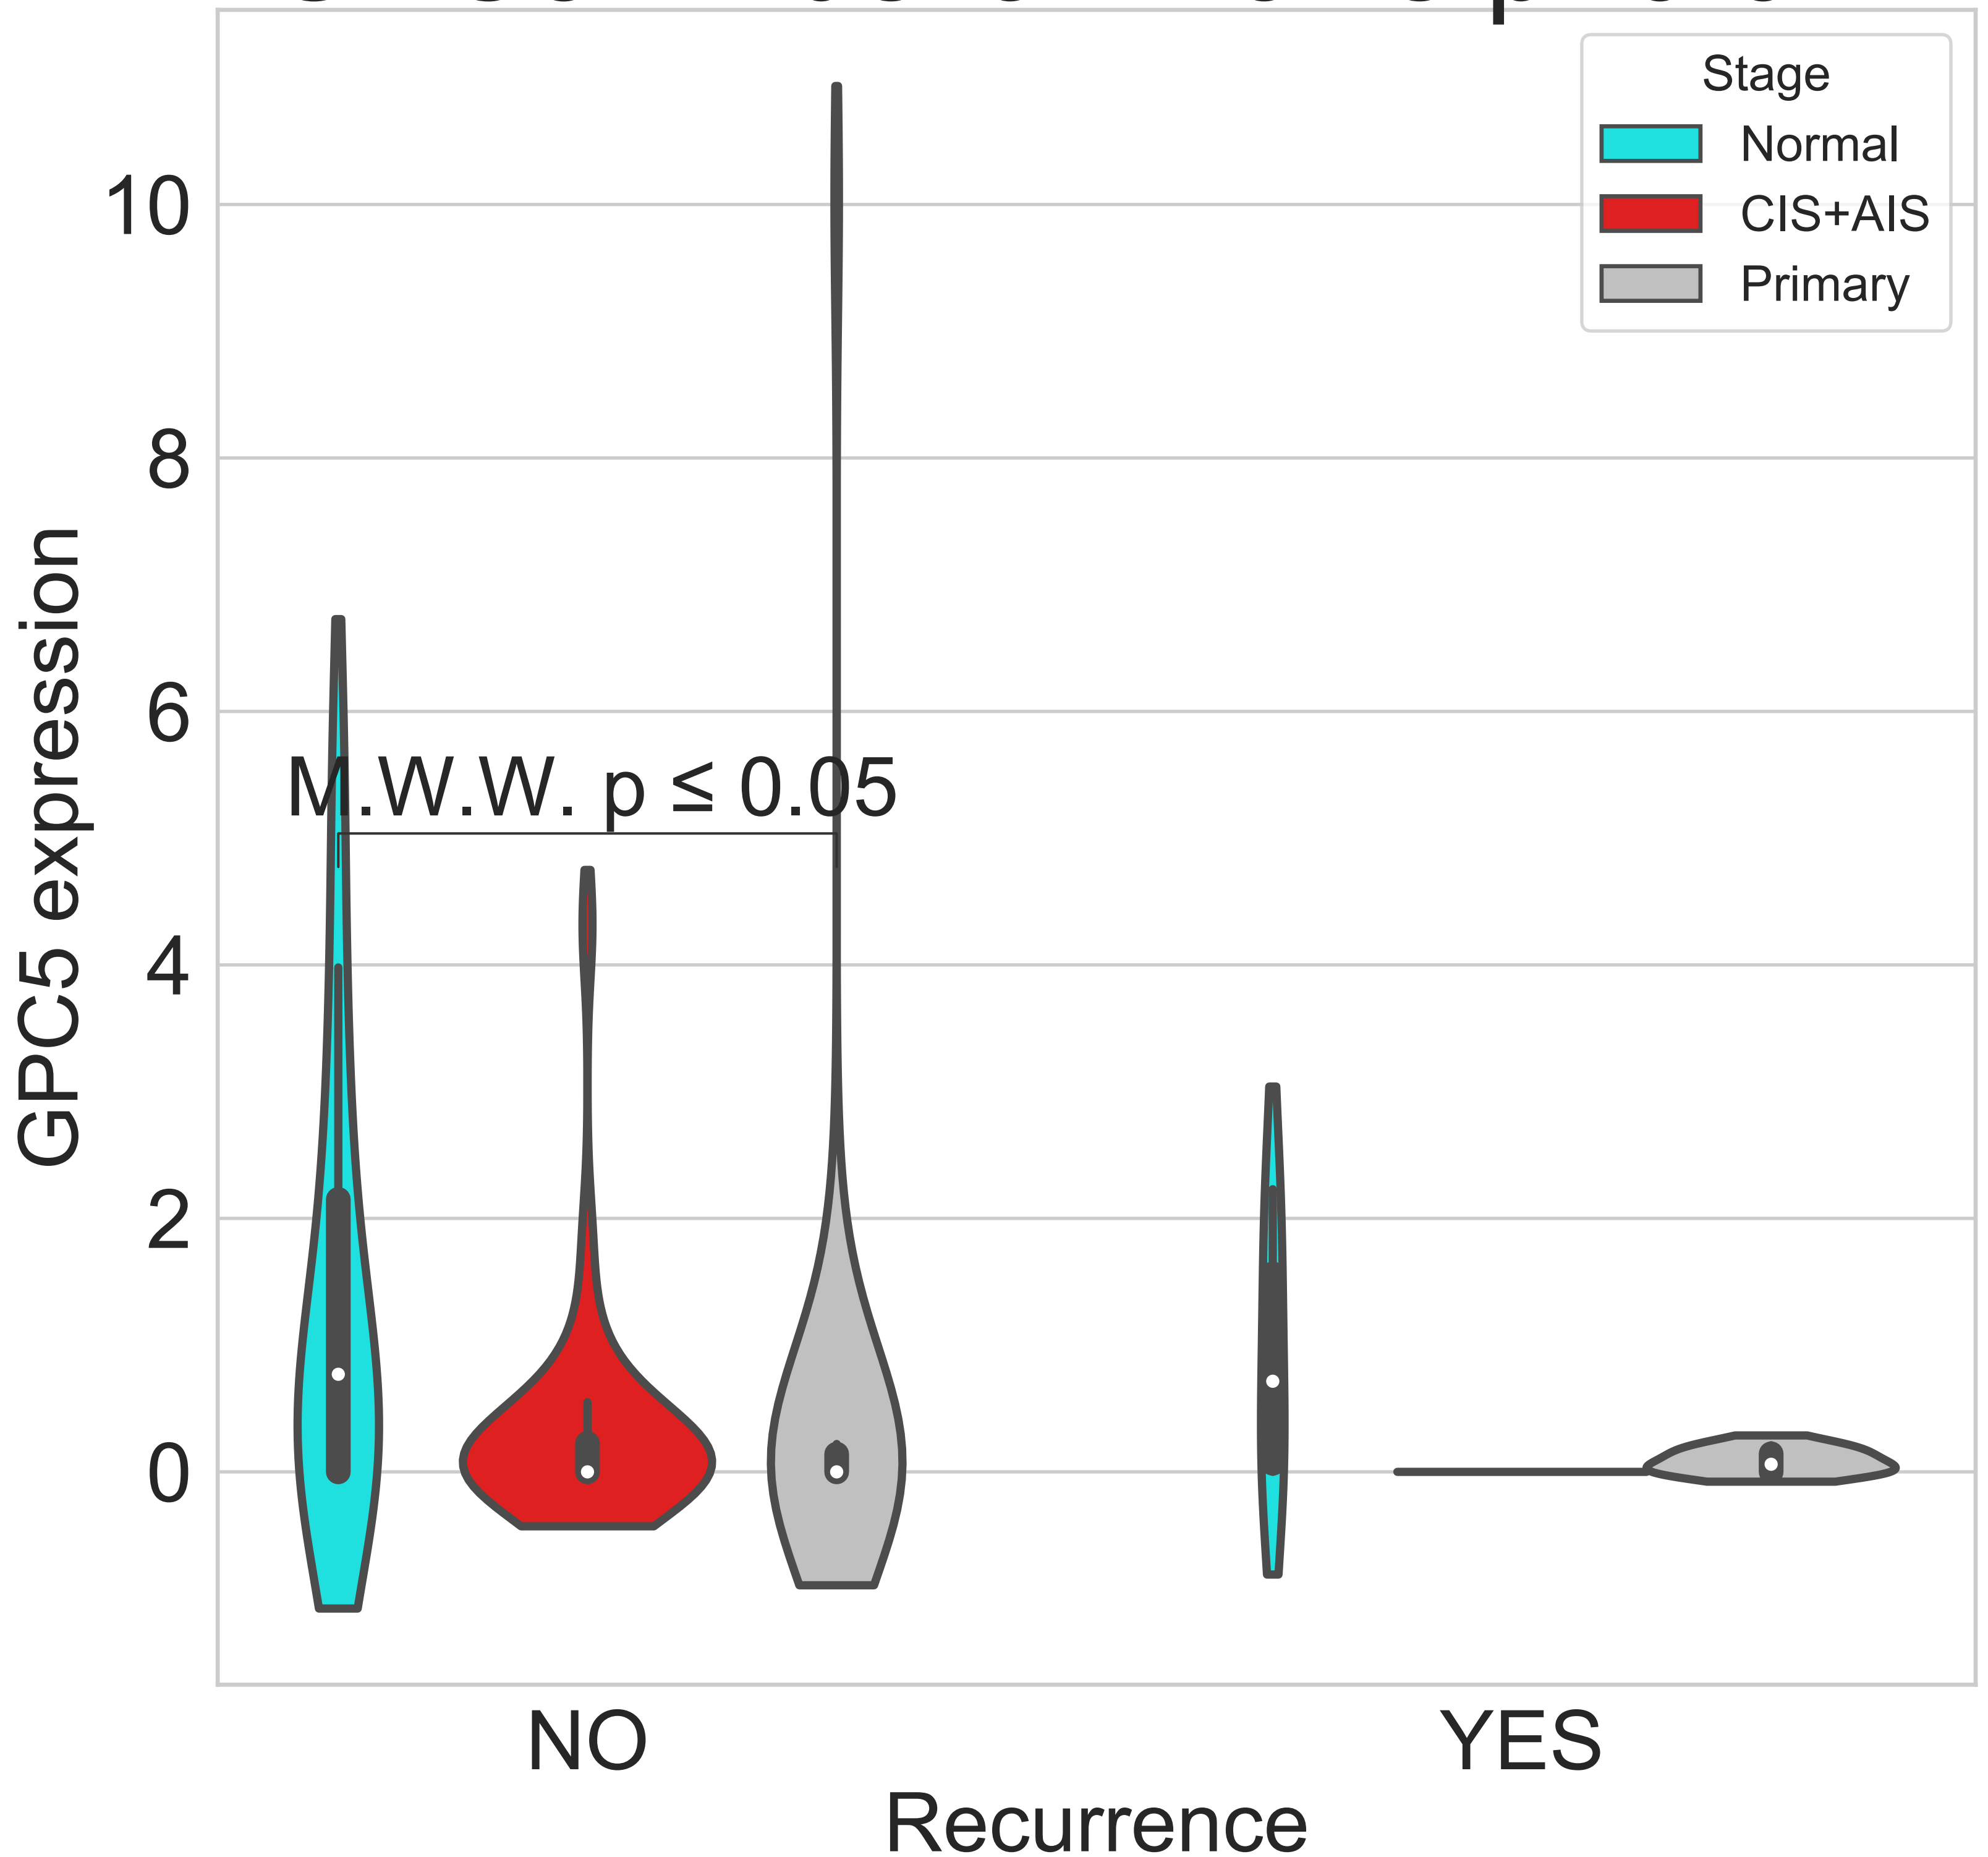 Stage
Normal
CIS+AIS
Primary
10
8
6
4
2
0
GPC5 expression
M.W.W. p ≤ 0.05
NO
YES
Recurrence